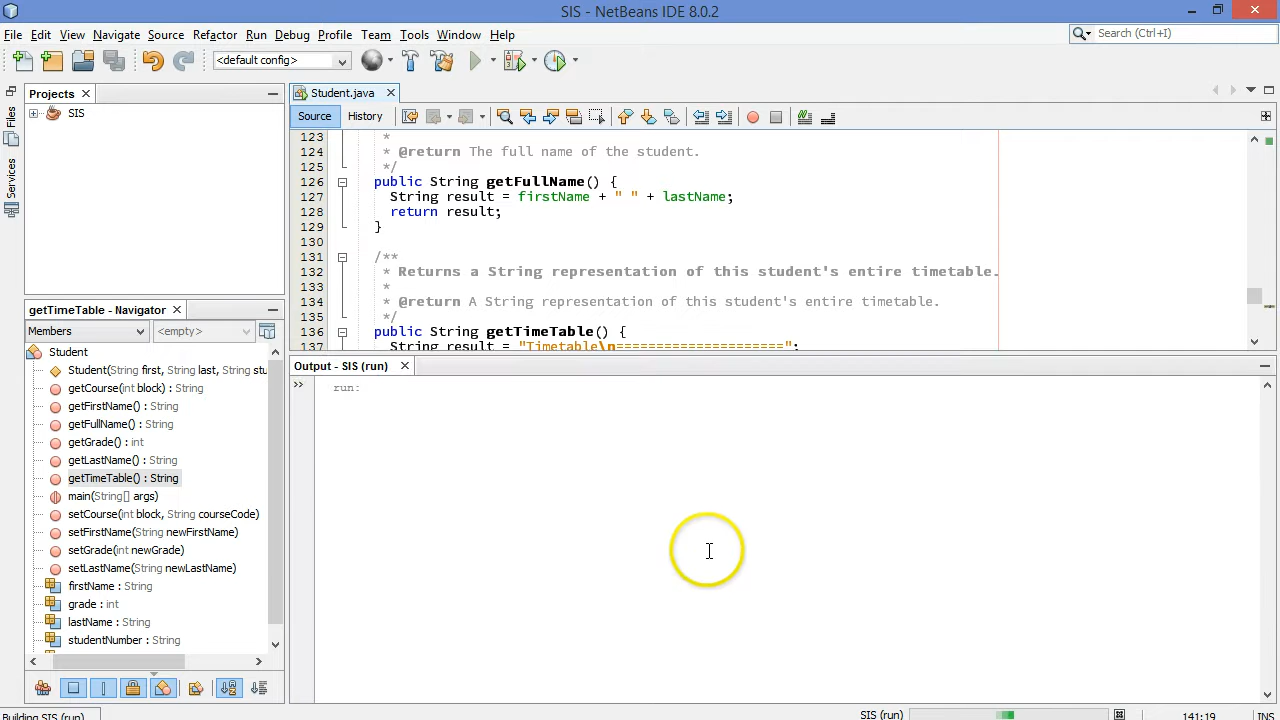 SIS - NetBeans IDE 8.0.2
File Edit View Navigate Source Refactor Run Debug Profile Team Tools Window Help
Search (Ctrl+I)
<default config>
Files
Services
Projects
SIS
Student.java
Source History
123 *
124 * @return The full name of the student.
125 */
126 public String getFullName() {
127 String result = firstName + " " + lastName;
128 return result;
129 }
130
131 /**
132 * Returns a String representation of this student's entire timetable.
133 *
134 * @return A String representation of this student's entire timetable.
135 */
136 public String getTimeTable() {
137 String result = "Timetable\n=====================";
getTimeTable - Navigator
Members <empty>
Student
Student(String first, String last, String stu
getCourse(int block) : String
getFirstName() : String
getFullName() : String
getGrade() : int
getLastName() : String
getTimeTable() : String
main(String[] args)
setCourse(int block, String courseCode)
setFirstName(String newFirstName)
setGrade(int newGrade)
setLastName(String newLastName)
firstName : String
grade : int
lastName : String
studentNumber : String
Output - SIS (run)
run:
Building SIS (run)
SIS (run)
141:19
INS